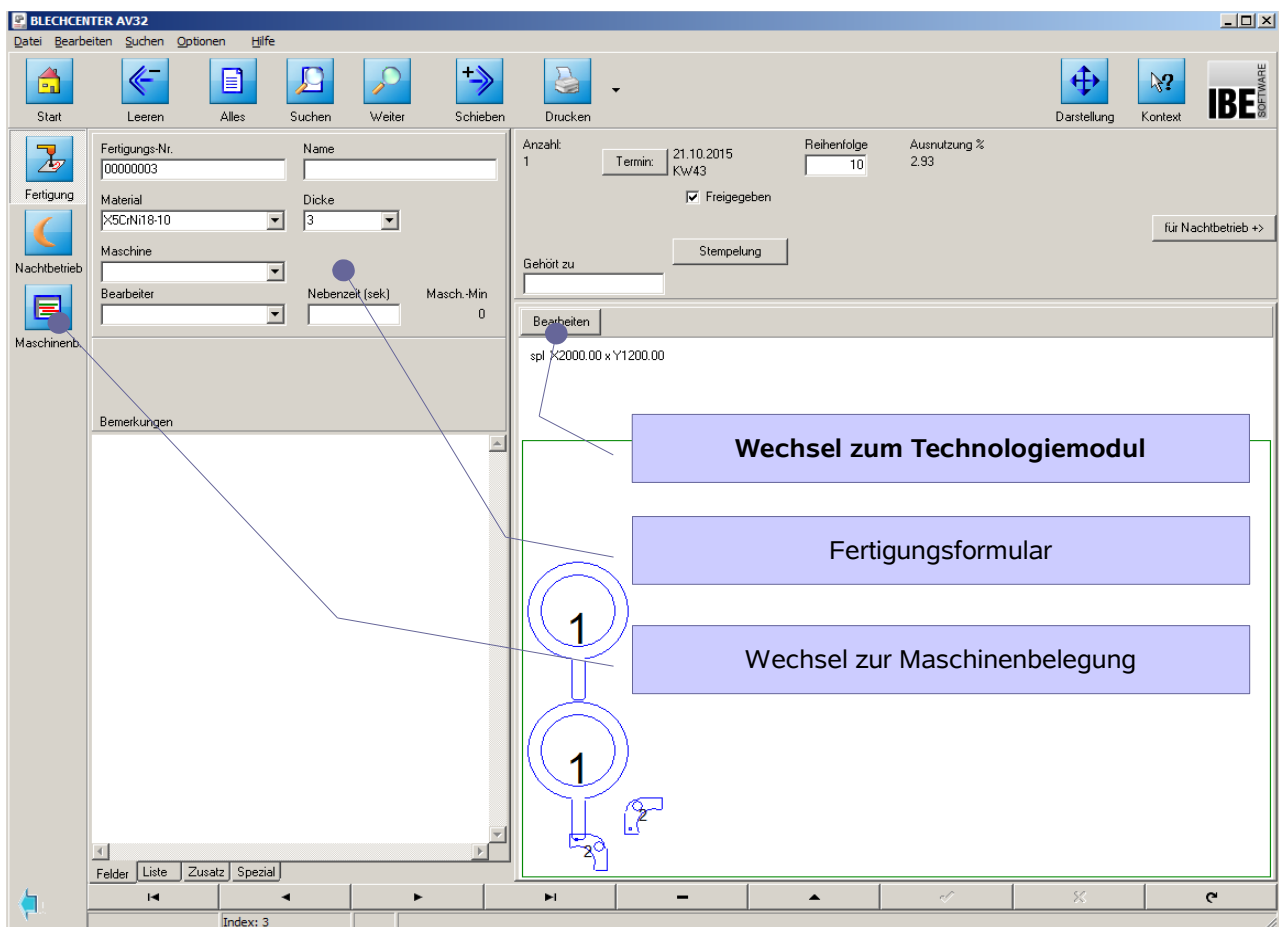 BLECHCENTER AV32
Datei Bearbeiten Suchen Optionen Hilfe
Start Leeren Alles Suchen Weiter Schieben Drucken Darstellung Kontext
IBE SOFTWARE
Fertigung
Nachtbetrieb
Maschinenb.
Fertigungs-Nr. Name
00000003
Material Dicke
X5CrNi18-10 3
Maschine
Bearbeiter Nebenzeit (sek) Masch.-Min
0
Bemerkungen
Anzahl: Reihenfolge Ausnutzung %
1 Termin: 21.10.2015 10 2.93
KW43
Freigegeben
für Nachtbetrieb +>
Stempelung
Gehört zu
Bearbeiten
spl X2000.00 x Y1200.00
Wechsel zum Technologiemodul
Fertigungsformular
Wechsel zur Maschinenbelegung
1
1
2
2
Felder Liste Zusatz Spezial
Index: 3